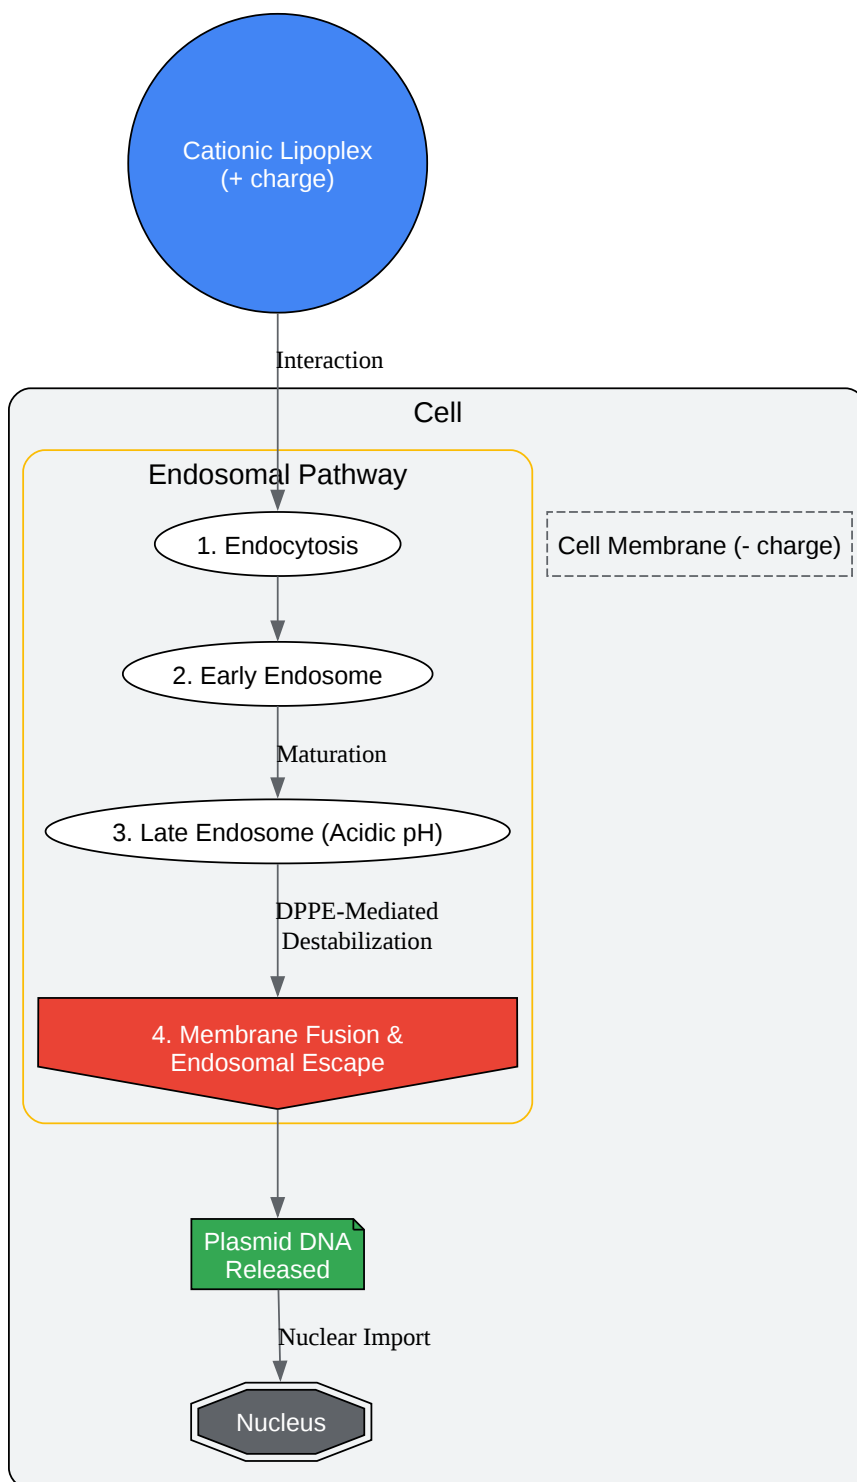 Cationic Lipoplex
(+ charge)
Interaction
Cell
Endosomal Pathway
1. Endocytosis
Cell Membrane (- charge)
2. Early Endosome
Maturation
3. Late Endosome (Acidic pH)
DPPE-Mediated
Destabilization
4. Membrane Fusion &
Endosomal Escape
Plasmid DNA
Released
Nuclear Import
Nucleus